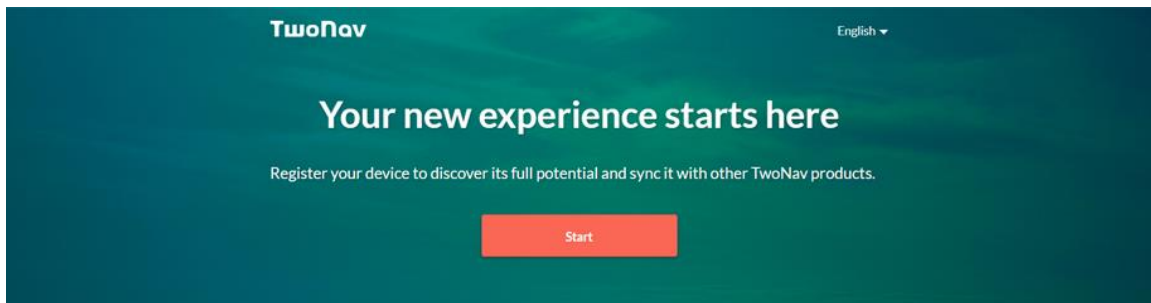 TwoNav
English
Your new experience starts here
Register your device to discover its full potential and sync it with other TwoNav products.
Start